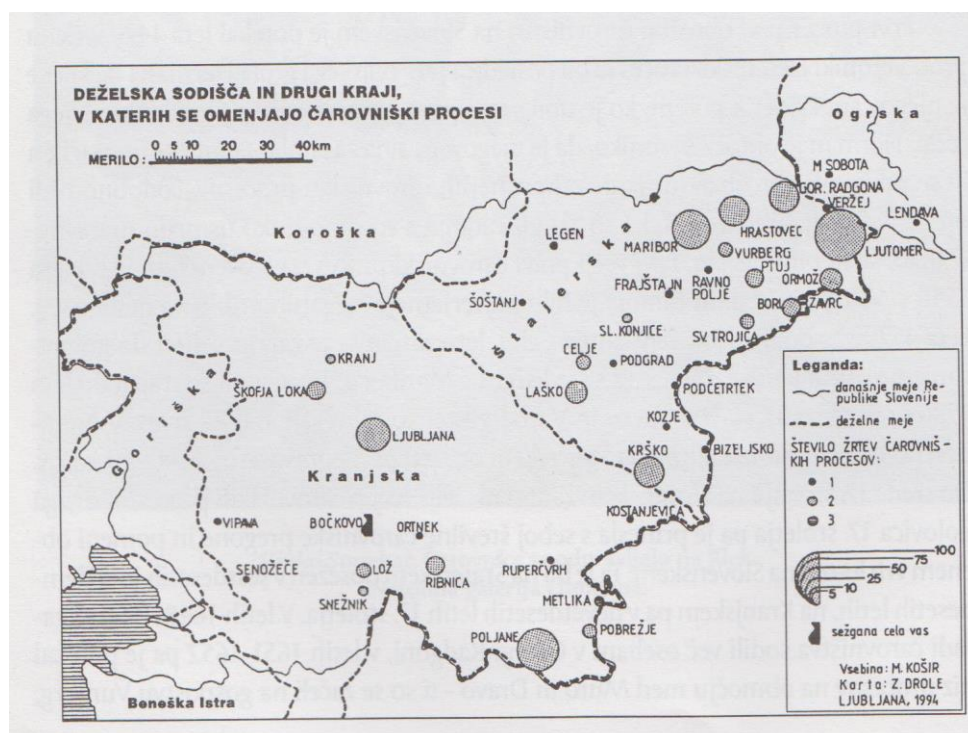 DEŽELSKA SODIŠČA IN DRUGI KRAJI,
V KATERIH SE OMENJAJO ČAROVNIŠKI PROCESI
MERILO: 0 10 20 30 40 km
Ogrska
Koroška
Štajerska
Goriška
Kranjska
Beneška Istra
M. SOBOTA
GOR. RADGONA
VERŽEJ
LENDAVA
LEGEN
MARIBOR
HRASTOVEC
LJUTOMER
VURBERG
PTUJ
ORMOŽ
FRAJŠTAJN
RAVNO
POLJE
BORL
ZAVRČ
ŠOŠTANJ
SL. KONJICE
SV. TROJICA
KRANJ
CELJE
PODGRAD
ŠKOFJA LOKA
LAŠKO
PODČETRTEK
KOZJE
LJUBLJANA
BIZELJSKO
KRŠKO
KOSTANJEVICA
VIPAVA
BOČKOVO
ORTNEK
SENOŽEČE
LOŽ
RIBNICA
RUPERČVRH
SNEŽNIK
METLIKA
POLJANE
POBREŽJE
Leganda:
današnje meje Re-
publike Slovenije
deželne meje
ŠTEVILO ŽRTEV ČAROVNIŠ-
KIH PROCESOV:
1
2
3
100
75
50
25
10
5
sežgana cela vas
Vsebina: M. KOŠIR
Karta: Z. DROLE
LJUBLJANA, 1994